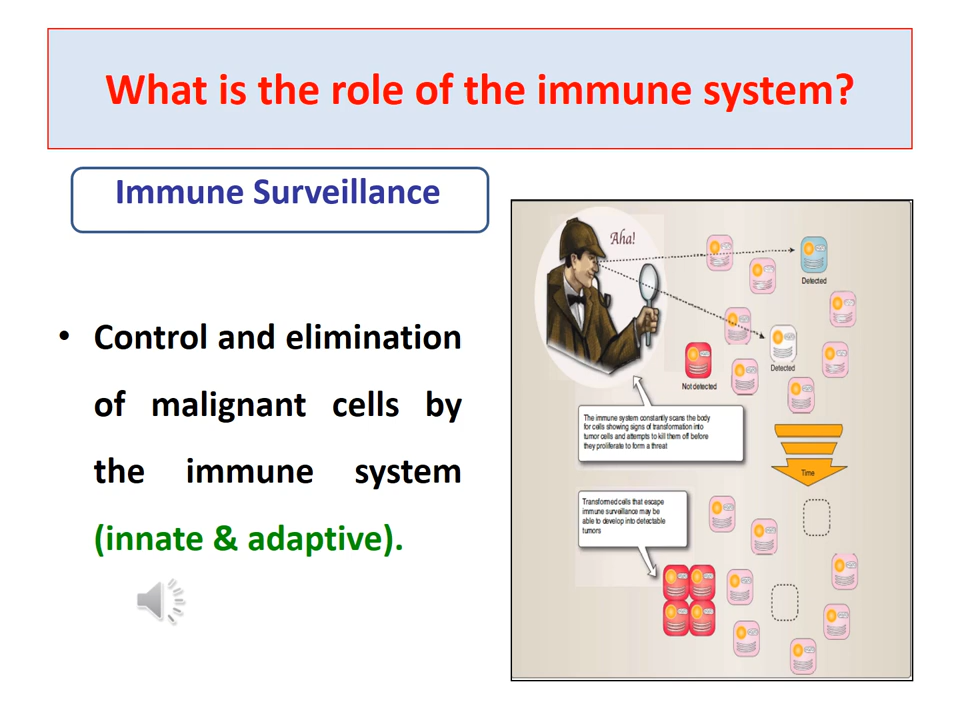 What is the role of the immune system?
Immune Surveillance
• Control and elimination
of malignant cells by
the immune system
(innate & adaptive).
Aha!
Detected
Detected
Not detected
The immune system constantly scans the body
for cells showing signs of transformation into
tumor cells and attempts to kill them off before
they proliferate to form a threat
Time
Transformed cells that escape
immune surveillance may be
able to develop into detectable
tumors